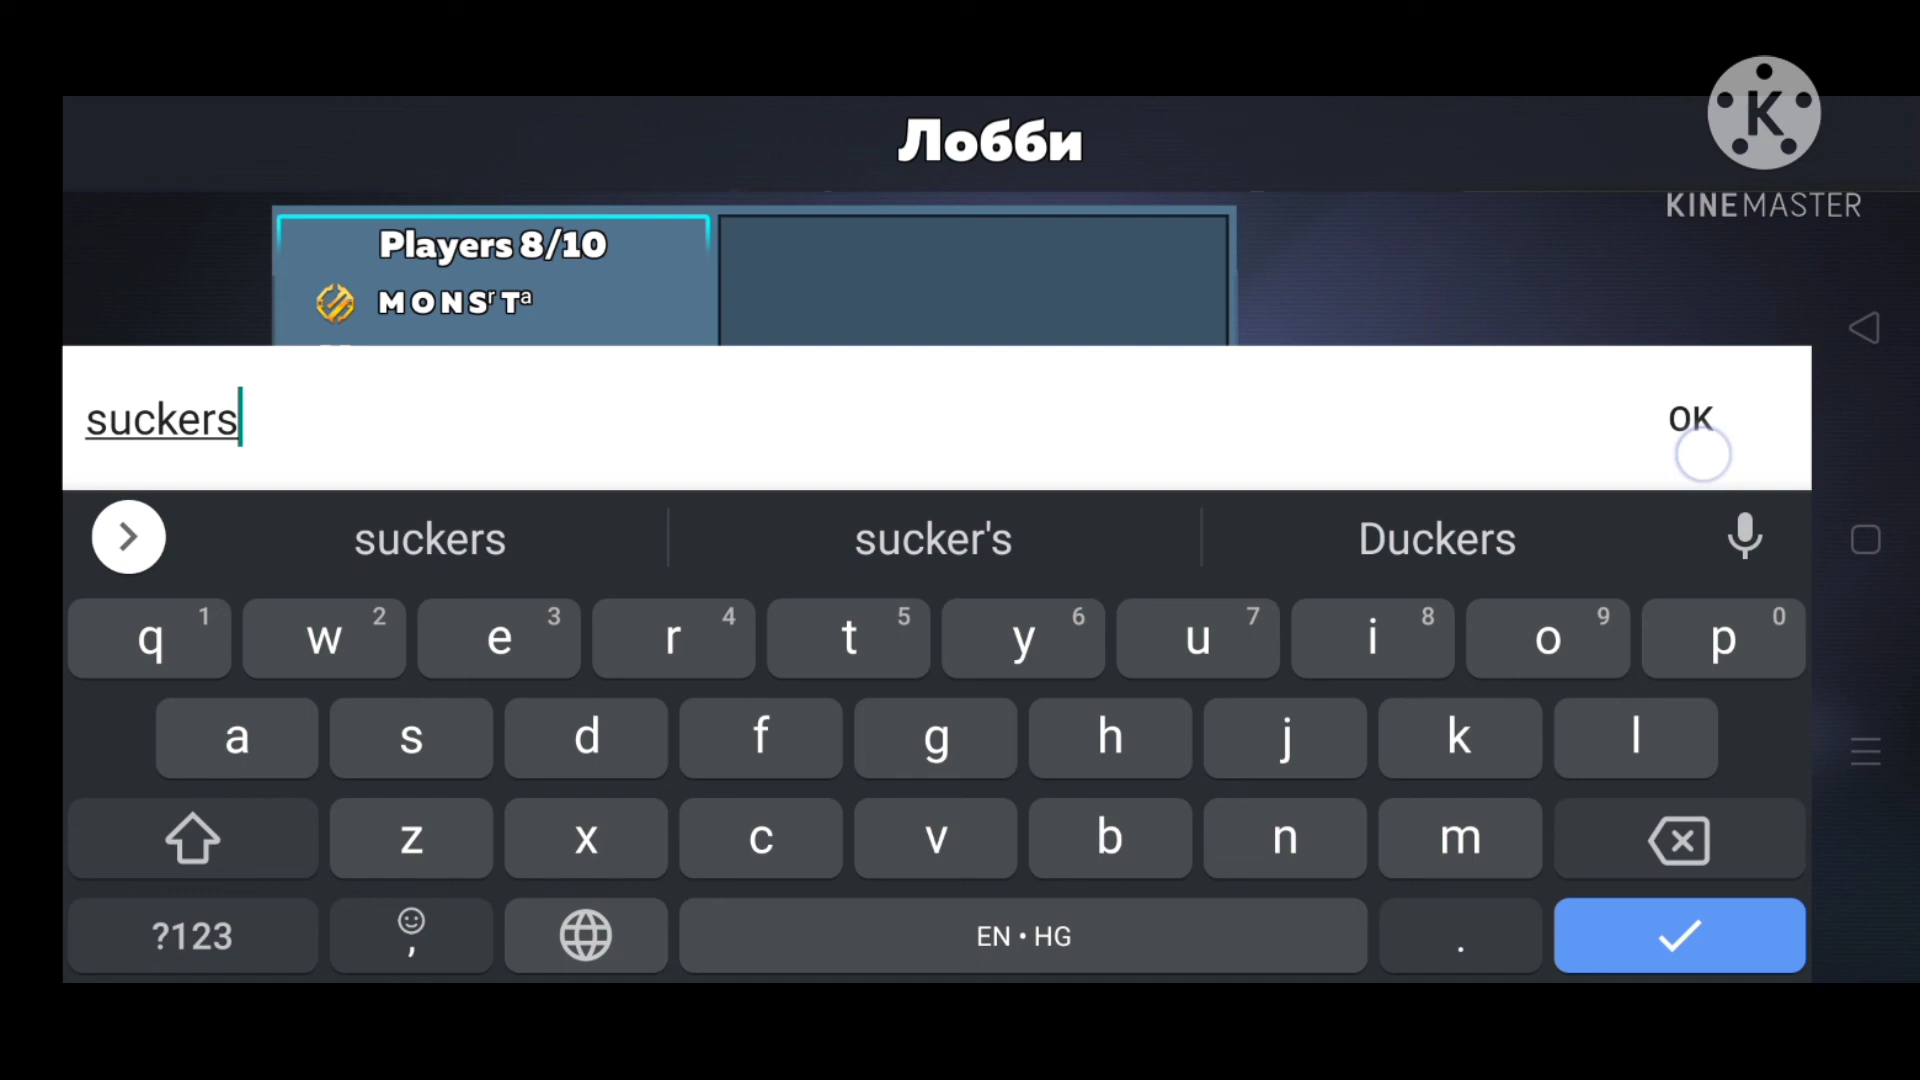 Лобби
K
KINEMASTER
Players 8/10
MONSʳTᵃ
suckers
OK
suckers sucker's Duckers
q 1 w 2 e 3 r 4 t 5 y 6 u 7 i 8 o 9 p 0
a s d f g h j k l
z x c v b n m
?123 , EN • HG .